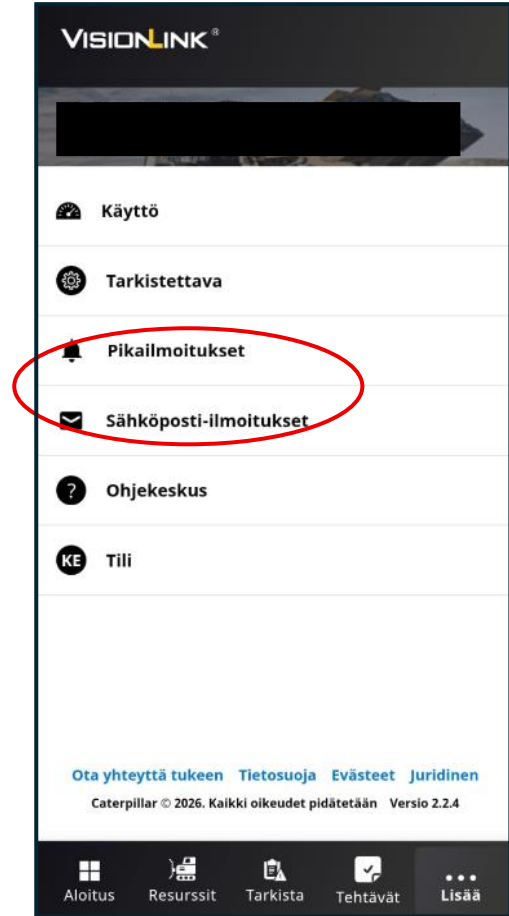 VISIONLINK®
Käyttö
Tarkistettava
Pikailmoitukset
Sähköposti-ilmoitukset
? Ohjekeskus
KE Tili
Ota yhteyttä tukeen Tietosuoja Evästeet Juridinen
Caterpillar © 2026. Kaikki oikeudet pidätetään Versio 2.2.4
Aloitus Resurssit Tarkista Tehtävät Lisää